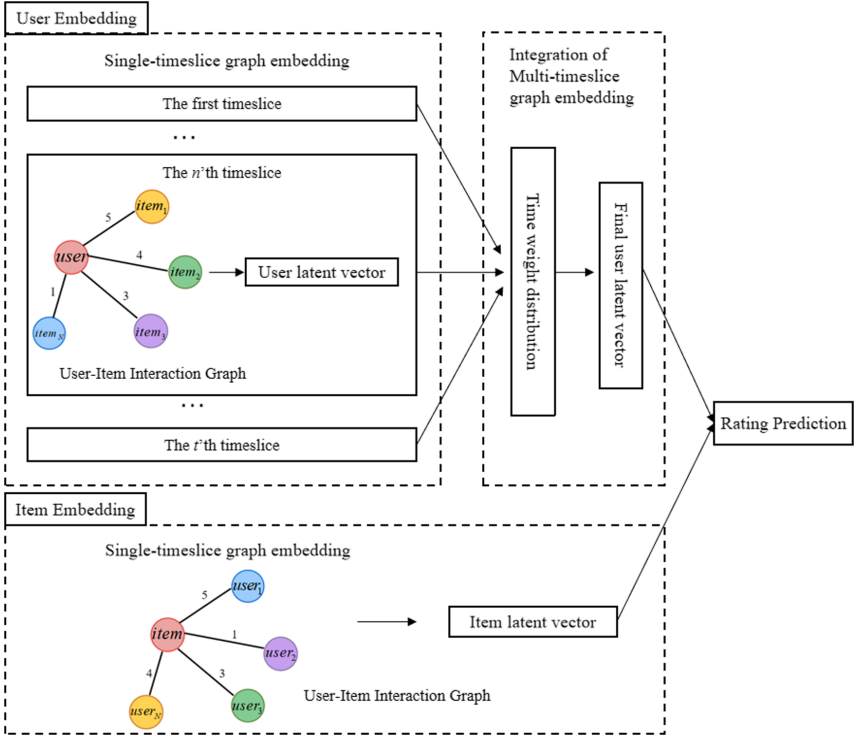 User Embedding
Single-timeslice graph embedding
The first timeslice
...
The n'th timeslice
item1
5
user
4
item2
User latent vector
1
3
itemN
item3
User-Item Interaction Graph
...
The t'th timeslice
Integration of
Multi-timeslice
graph embedding
Time weight distribution
Final user latent vector
Rating Prediction
Item Embedding
Single-timeslice graph embedding
user1
5
item
1
user2
Item latent vector
4
3
userN
user3
User-Item Interaction Graph